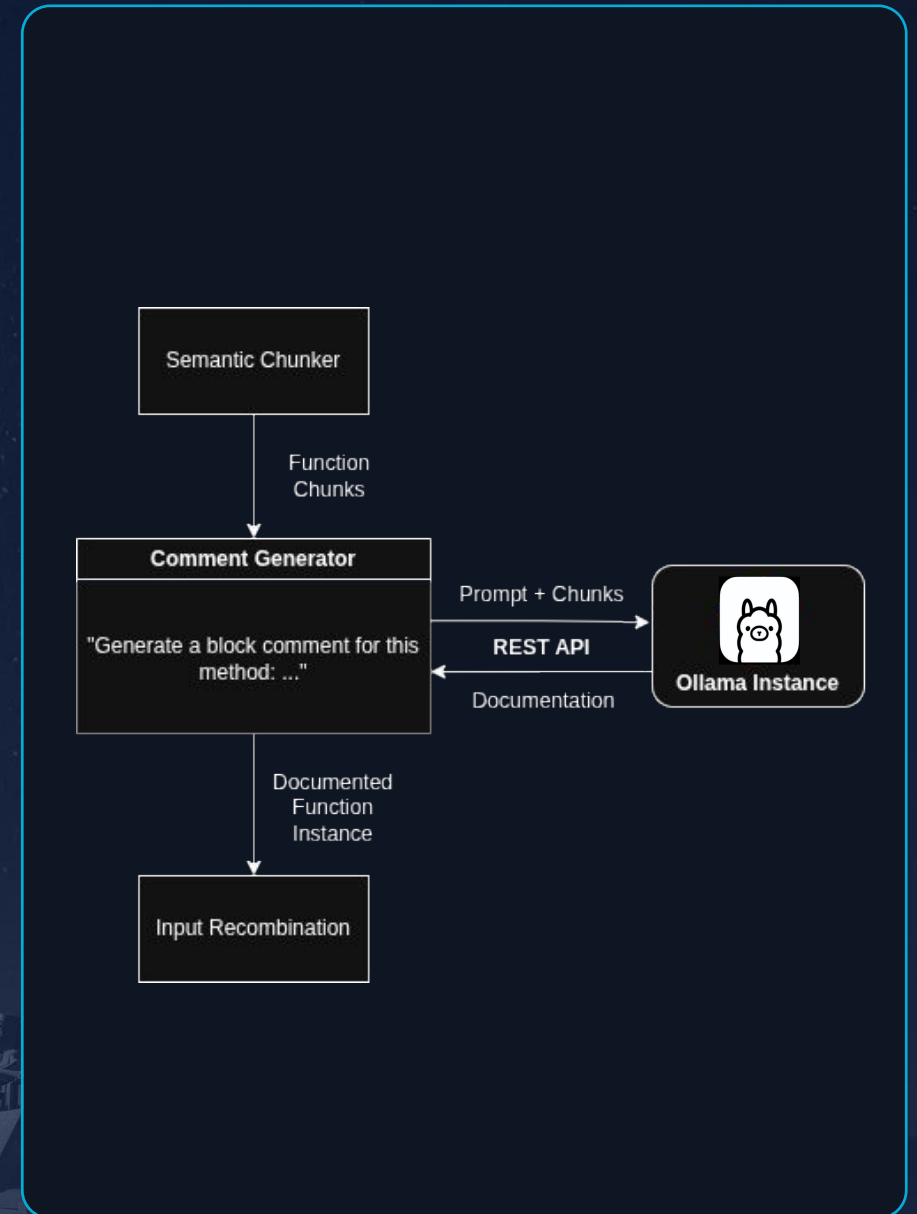 Semantic Chunker
Function
Chunks
Comment Generator
"Generate a block comment for this
method: ..."
Prompt + Chunks
REST API
Documentation
Ollama Instance
Documented
Function
Instance
Input Recombination